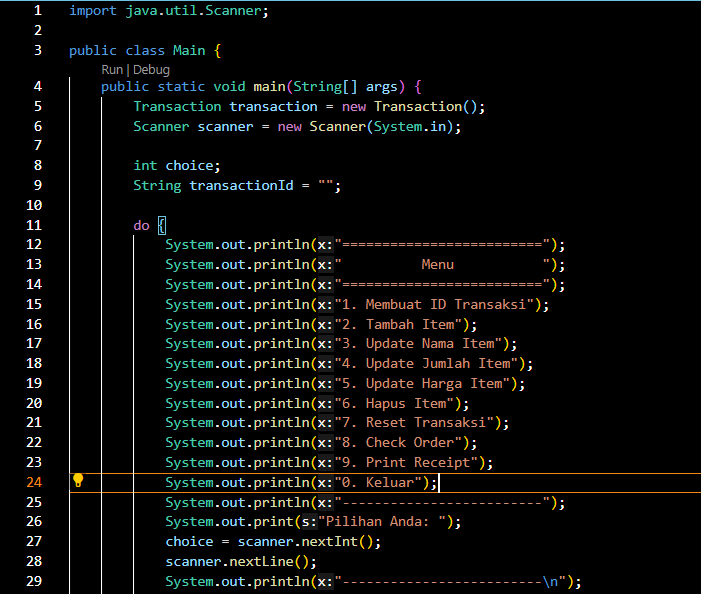 1 import java.util.Scanner;
2
3 public class Main {
Run | Debug
4 public static void main(String[] args) {
5 Transaction transaction = new Transaction();
6 Scanner scanner = new Scanner(System.in);
7
8 int choice;
9 String transactionId = "";
10
11 do {
12 System.out.println(x:"=========================");
13 System.out.println(x:"          Menu           ");
14 System.out.println(x:"=========================");
15 System.out.println(x:"1. Membuat ID Transaksi");
16 System.out.println(x:"2. Tambah Item");
17 System.out.println(x:"3. Update Nama Item");
18 System.out.println(x:"4. Update Jumlah Item");
19 System.out.println(x:"5. Update Harga Item");
20 System.out.println(x:"6. Hapus Item");
21 System.out.println(x:"7. Reset Transaksi");
22 System.out.println(x:"8. Check Order");
23 System.out.println(x:"9. Print Receipt");
24 System.out.println(x:"0. Keluar");
25 System.out.println(x:"-------------------------");
26 System.out.print(s:"Pilihan Anda: ");
27 choice = scanner.nextInt();
28 scanner.nextLine();
29 System.out.println(x:"-------------------------\n");